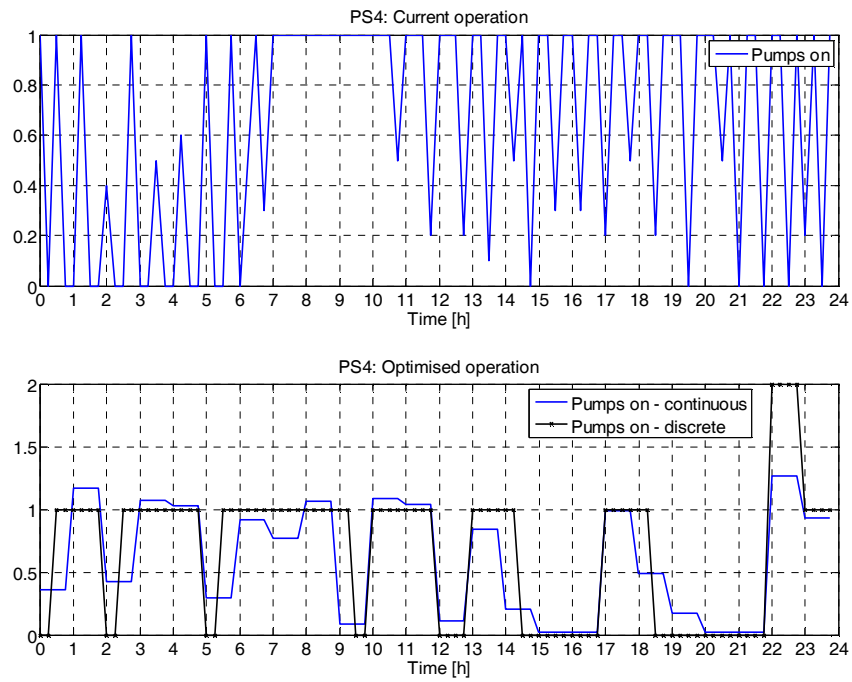 PS4: Current operation
1
0.8
0.6
0.4
0.2
0
Pumps on
0 1 2 3 4 5 6 7 8 9 10 11 12 13 14 15 16 17 18 19 20 21 22 23 24
Time [h]
PS4: Optimised operation
2
1.5
1
0.5
0
Pumps on - continuous
Pumps on - discrete
0 1 2 3 4 5 6 7 8 9 10 11 12 13 14 15 16 17 18 19 20 21 22 23 24
Time [h]